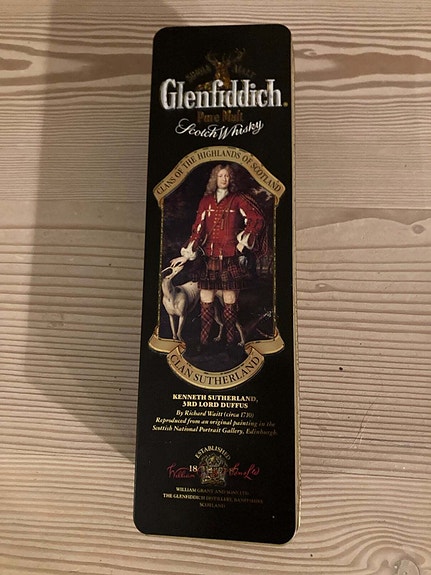 Glenfiddich®
Pure Malt
Scotch Whisky
CLANS OF THE HIGHLANDS OF SCOTLAND
CLAN SUTHERLAND
KENNETH SUTHERLAND,
3RD LORD DUFFUS
By Richard Waitt (circa 1710)
Reproduced from an original painting in the
Scottish National Portrait Gallery, Edinburgh.
ESTABLISHED
18
William
WILLIAM GRANT AND SONS LTD.
THE GLENFIDDICH DISTILLERY, BANFFSHIRE
SCOTLAND